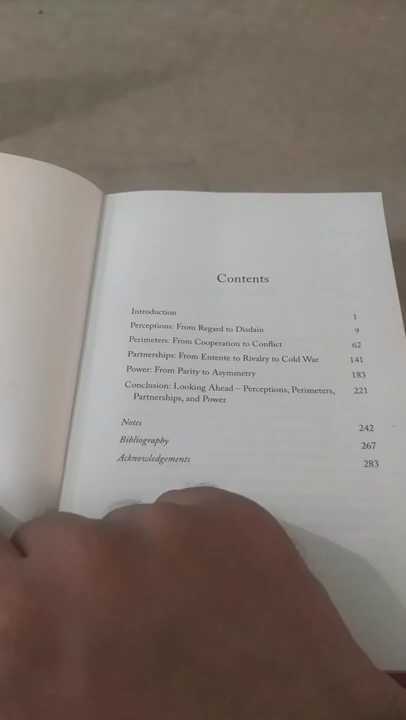 Contents
Introduction 1
Perceptions: From Regard to Disdain 9
Perimeters: From Cooperation to Conflict 62
Partnerships: From Entente to Rivalry to Cold War 141
Power: From Parity to Asymmetry 183
Conclusion: Looking Ahead – Perceptions, Perimeters, 221
Partnerships, and Power
Notes 242
Bibliography 267
Acknowledgements 283